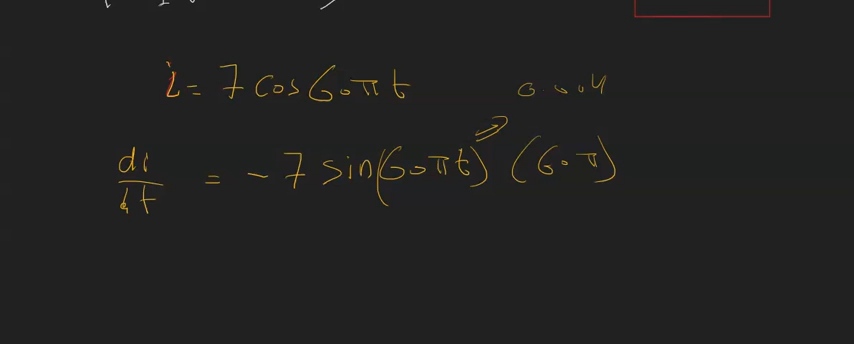 i = 7 cos 60πt 0.004
di/dt = -7 sin(60πt) (60π)